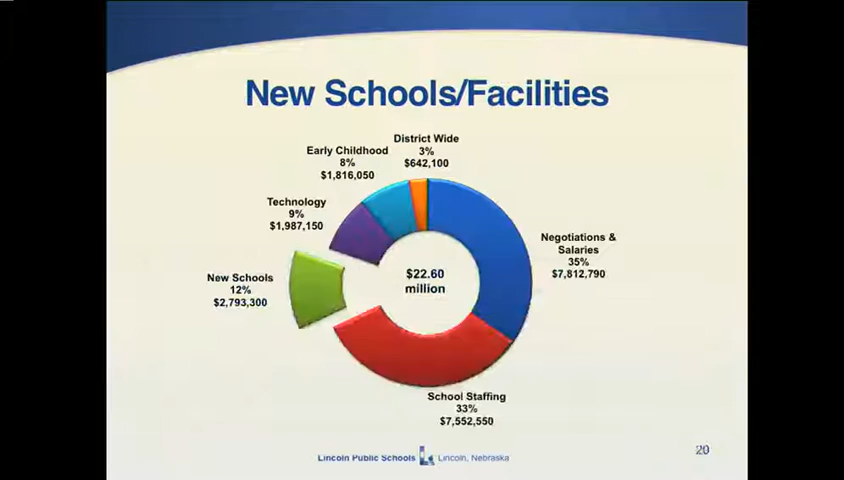 New Schools/Facilities
District Wide
3%
$642,100
Early Childhood
8%
$1,816,050
Technology
9%
$1,987,150
New Schools
12%
$2,793,300
$22.60
million
Negotiations &
Salaries
35%
$7,812,790
School Staffing
33%
$7,552,550
Lincoln Public Schools Lincoln, Nebraska
20